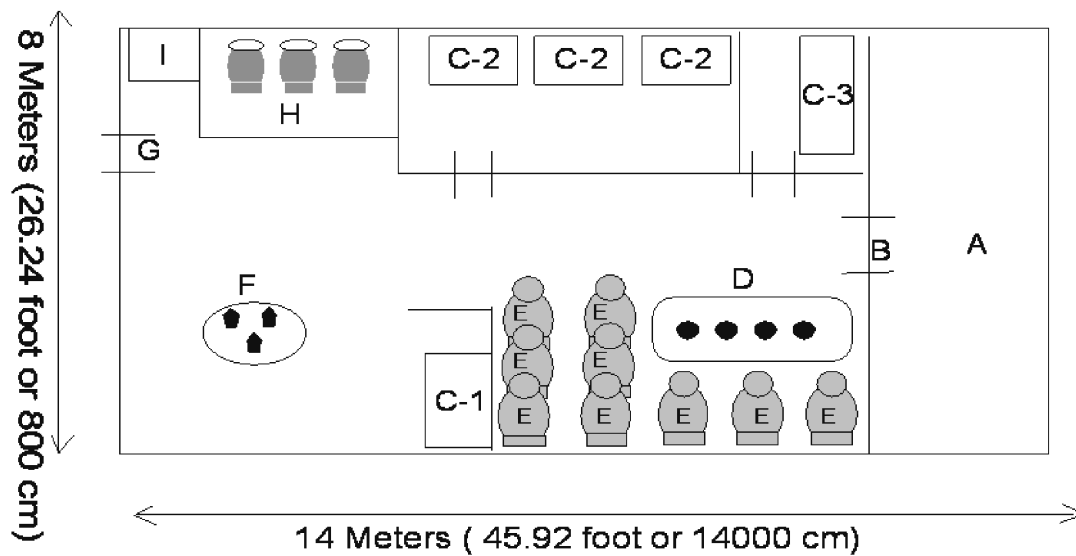 8 Meters (26.24 foot or 800 cm)
I
H
C-2
C-2
C-2
C-3
G
B
A
F
D
E
E
E
E
C-1
E
E
E
E
E
14 Meters ( 45.92 foot or 14000 cm)